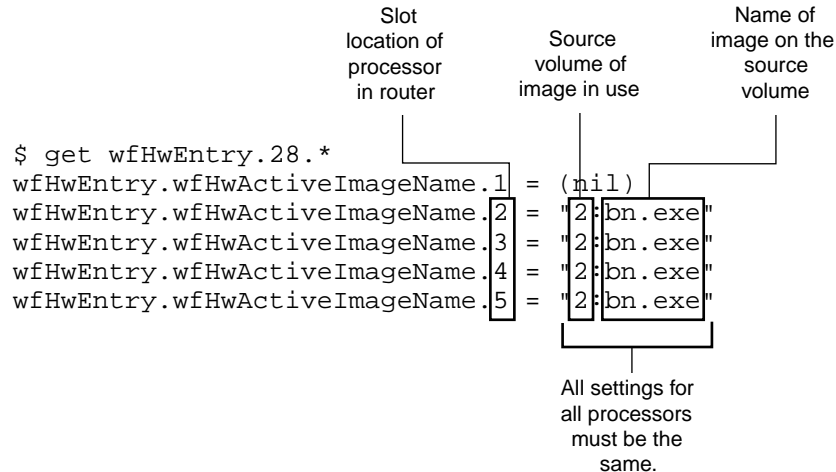 Slot
location of
processor
in router
Source
volume of
image in use
Name of
image on the
source
volume
$ get wfHwEntry.28.*
wfHwEntry.wfHwActiveImageName.1 = (nil)
wfHwEntry.wfHwActiveImageName.2 = "2:bn.exe"
wfHwEntry.wfHwActiveImageName.3 = "2:bn.exe"
wfHwEntry.wfHwActiveImageName.4 = "2:bn.exe"
wfHwEntry.wfHwActiveImageName.5 = "2:bn.exe"
All settings for
all processors
must be the
same.